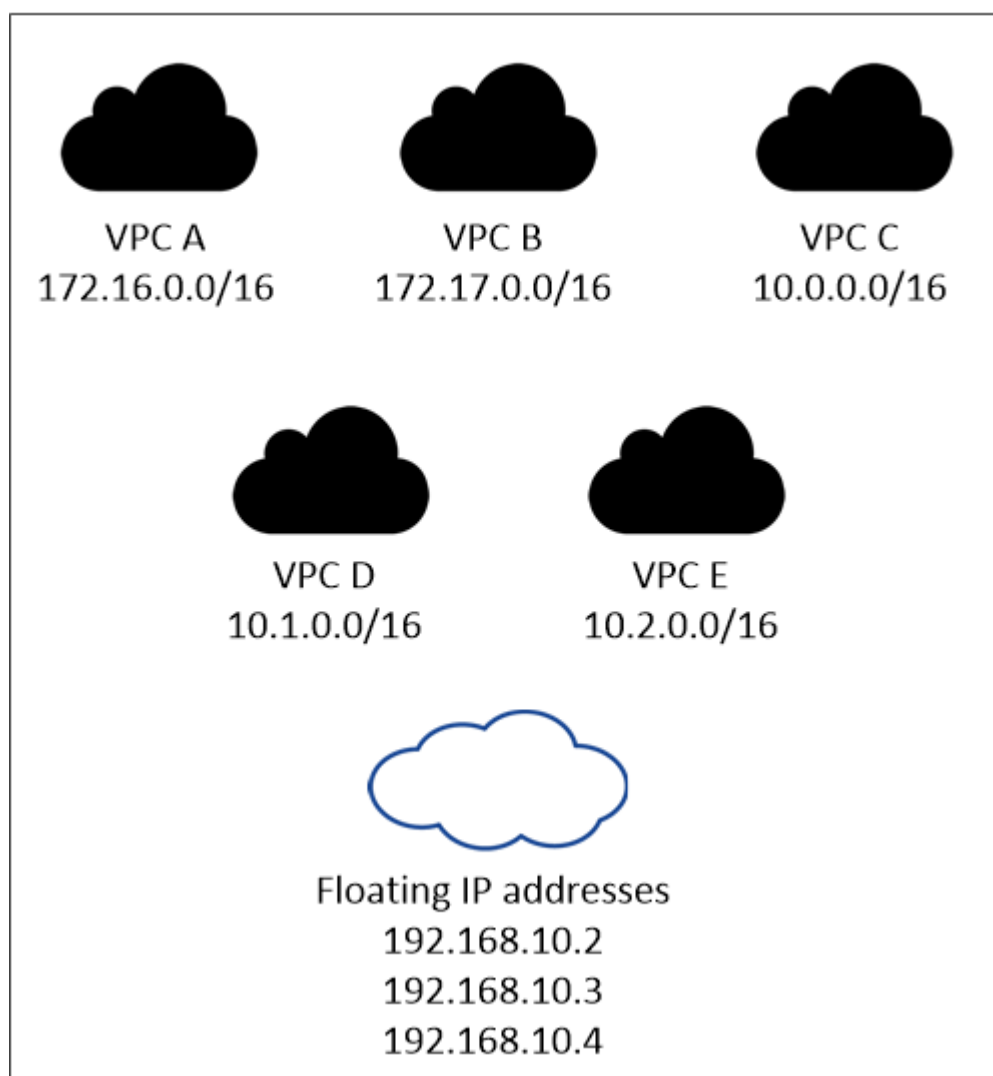 VPC A
172.16.0.0/16
VPC B
172.17.0.0/16
VPC C
10.0.0.0/16
VPC D
10.1.0.0/16
VPC E
10.2.0.0/16
Floating IP addresses
192.168.10.2
192.168.10.3
192.168.10.4